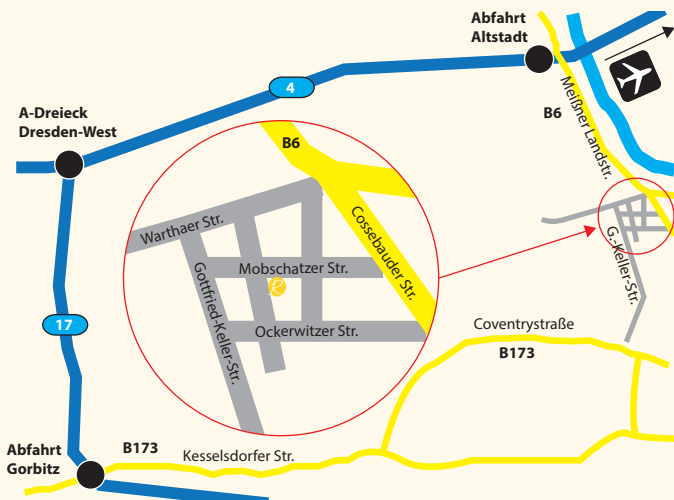 Abfahrt
Altstadt
4
B6
Meißner Landstr.
A-Dreieck
Dresden-West
B6
Warthaer Str.
Cossebauder Str.
Mobschatzer Str.
Gottfried-Keller-Str.
R
Ockerwitzer Str.
G.-Keller-Str.
17
Coventrystraße
B173
Abfahrt
Gorbitz
B173
Kesselsdorfer Str.